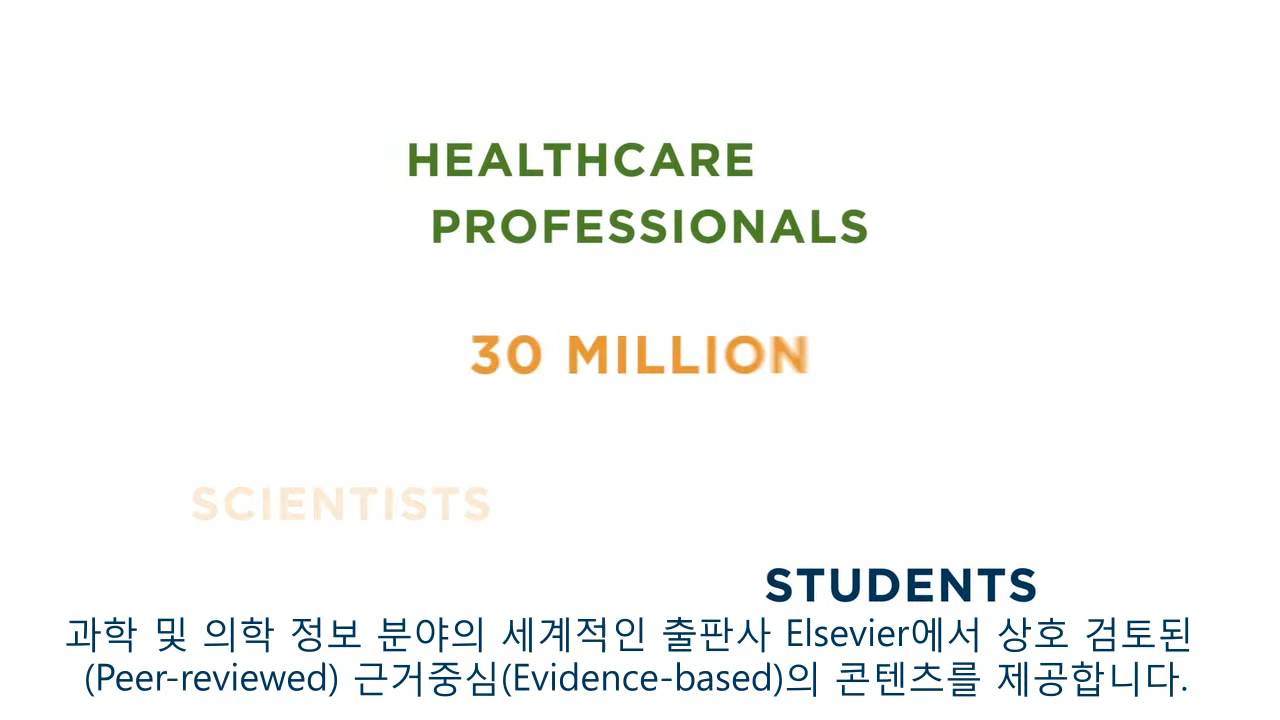 HEALTHCARE
PROFESSIONALS
30 MILLION
SCIENTISTS
STUDENTS
과학 및 의학 정보 분야의 세계적인 출판사 Elsevier에서 상호 검토된
(Peer-reviewed) 근거중심(Evidence-based)의 콘텐츠를 제공합니다.